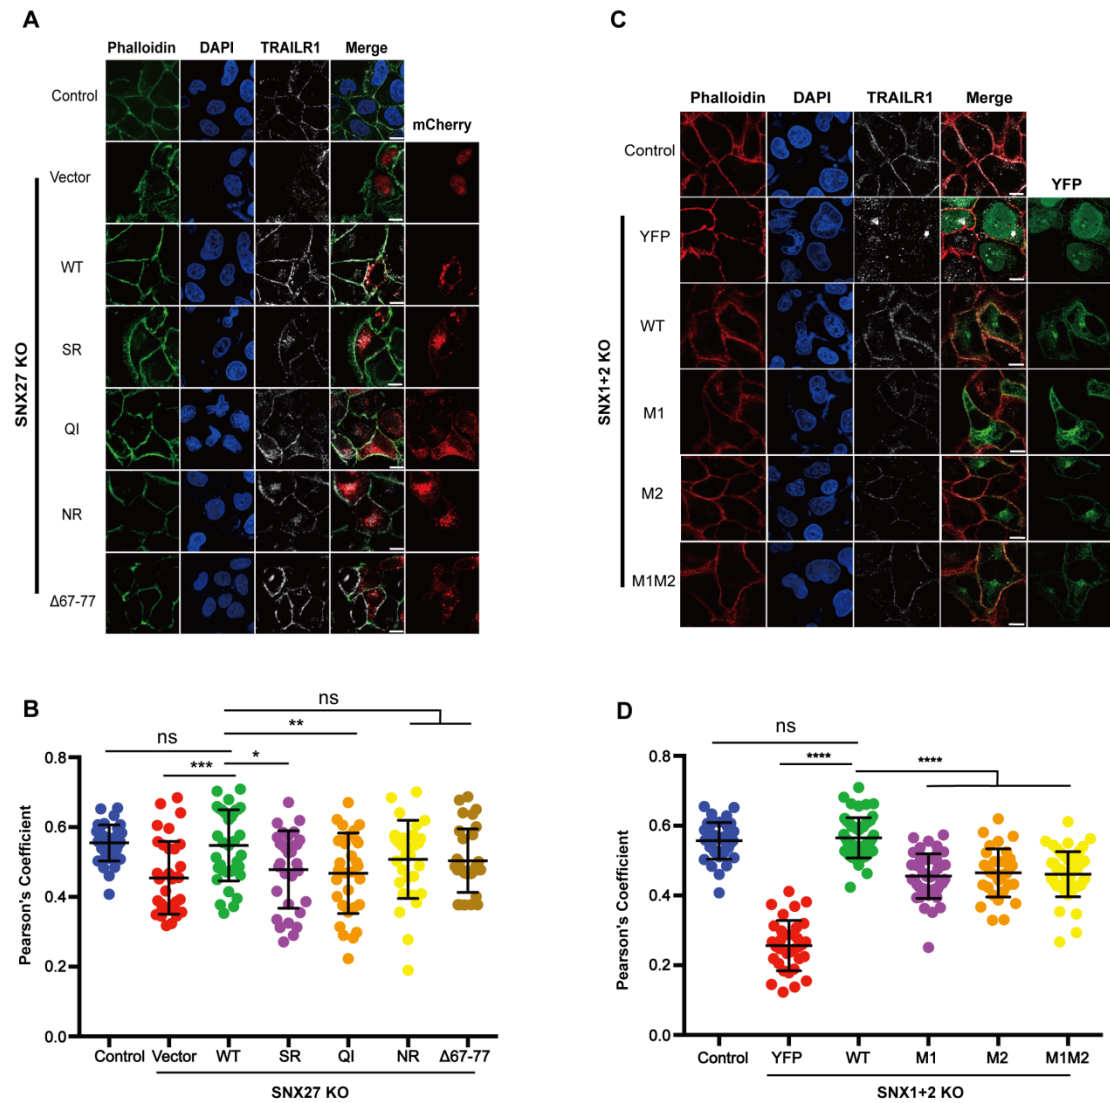 A
Phalloidin DAPI TRAILR1 Merge
mCherry
Control
Vector
WT
SR
QI
NR
Δ67-77
SNX27 KO
C
Phalloidin DAPI TRAILR1 Merge
YFP
Control
YFP
WT
M1
M2
M1M2
SNX1+2 KO
B
ns
**
ns
*
***
0.8
0.6
0.4
0.2
0.0
Pearson's Coefficient
Control Vector WT SR QI NR Δ67-77
SNX27 KO
D
ns
**** ****
0.8
0.6
0.4
0.2
0.0
Pearson's Coefficient
Control YFP WT M1 M2 M1M2
SNX1+2 KO